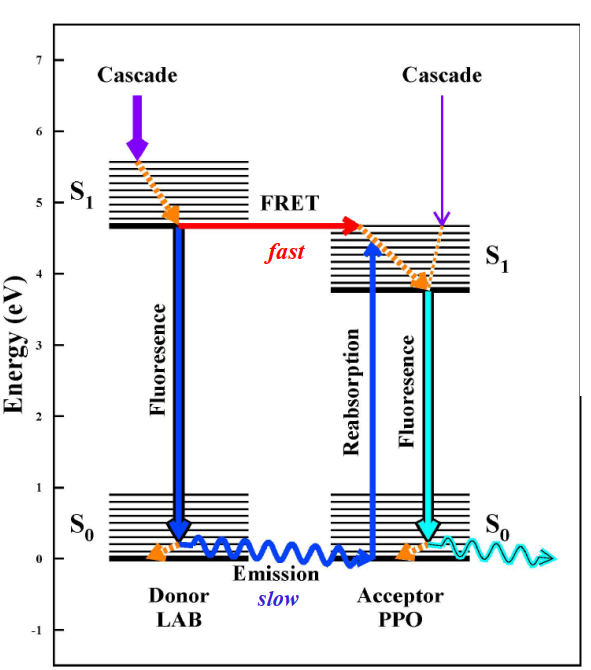 7
6
5
4
3
2
1
0
-1
Energy (eV)
Cascade
Cascade
S1
FRET
fast
S1
Fluoresence
Reabsorption
Fluoresence
S0
S0
Emission
slow
Donor
LAB
Acceptor
PPO